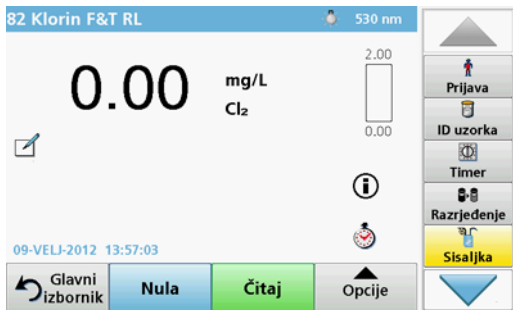 82 Klorin F&T RL
530 nm
0.00
mg/L
Cl₂
2.00
0.00
09-VELJ-2012 13:57:03
Glavni
izbornik
Nula
Čitaj
Opcije
Prijava
ID uzorka
Timer
Razrjeđenje
Sisaljka